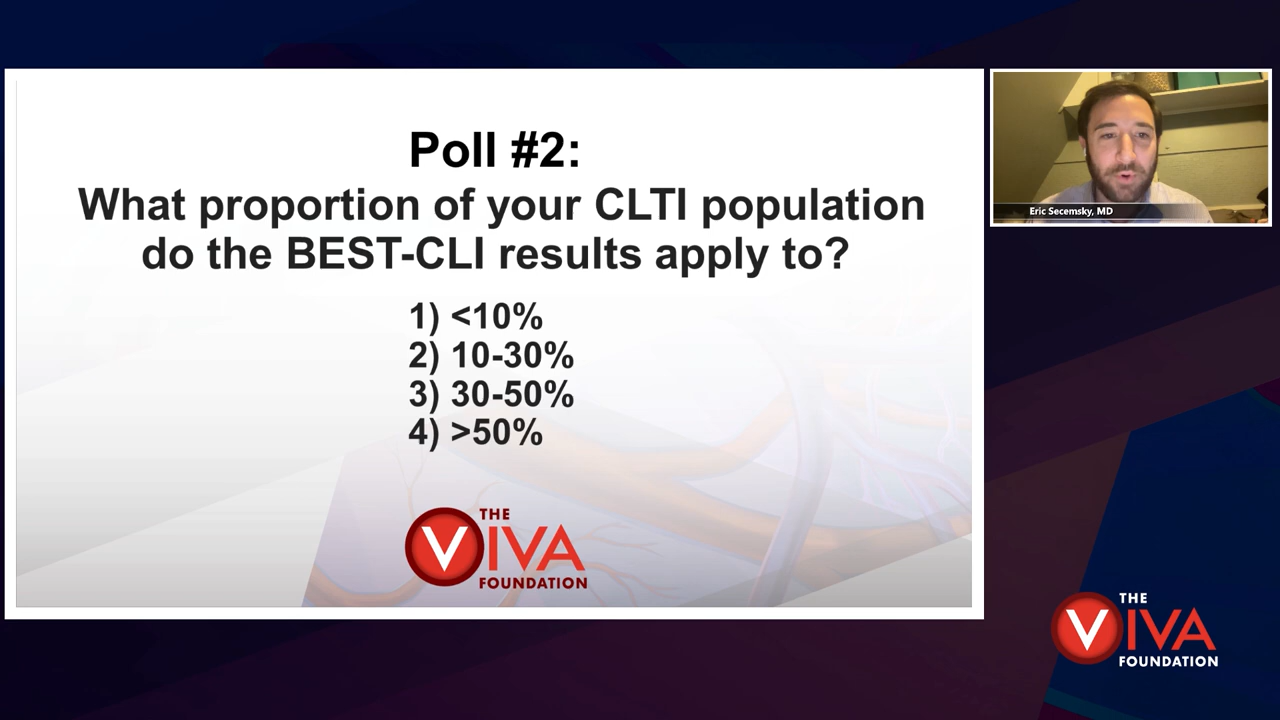 Poll #2:
What proportion of your CLTI population
do the BEST-CLI results apply to?
1) <10%
2) 10-30%
3) 30-50%
4) >50%
THE
VIVA
FOUNDATION
Eric Secemsky, MD
THE
VIVA
FOUNDATION